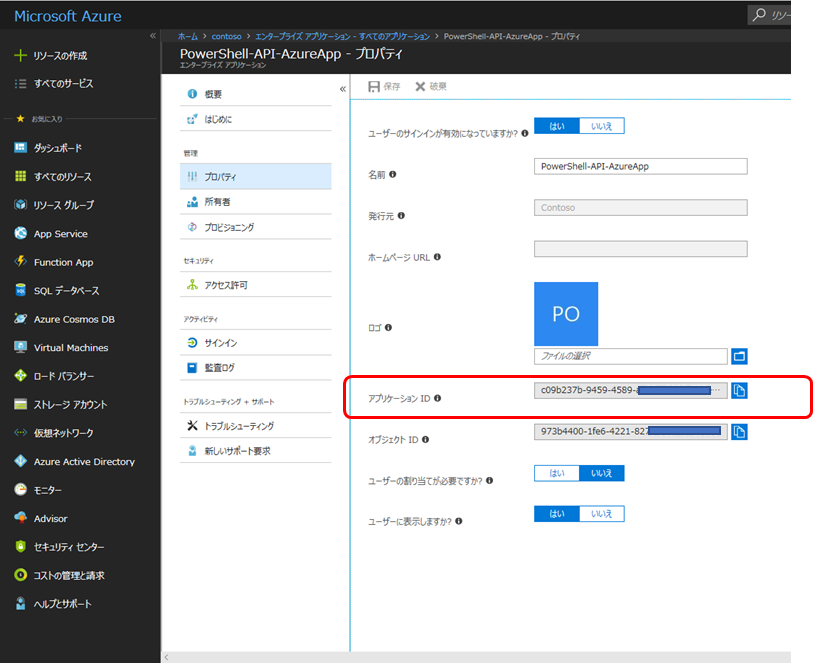 Microsoft Azure
リソー
ホーム > contoso > エンタープライズ アプリケーション - すべてのアプリケーション > PowerShell-API-AzureApp - プロパティ
PowerShell-API-AzureApp - プロパティ
エンタープライズ アプリケーション
«
リソースの作成
すべてのサービス
お気に入り
ダッシュボード
すべてのリソース
リソース グループ
App Service
Function App
SQL データベース
Azure Cosmos DB
Virtual Machines
ロード バランサー
ストレージ アカウント
仮想ネットワーク
Azure Active Directory
モニター
Advisor
セキュリティ センター
コストの管理と請求
ヘルプとサポート
«
概要
はじめに
管理
プロパティ
所有者
プロビジョニング
セキュリティ
アクセス許可
アクティビティ
サインイン
監査ログ
トラブルシューティング + サポート
トラブルシューティング
新しいサポート要求
保存 破棄
ユーザーのサインインが有効になっていますか? はい いいえ
名前 PowerShell-API-AzureApp
発行元 Contoso
ホームページ URL
ロゴ PO
ファイルの選択
アプリケーション ID c09b237b-9459-4589-
オブジェクト ID 973b4400-1fe6-4221-827
ユーザーの割り当てが必要ですか? はい いいえ
ユーザーに表示しますか? はい いいえ